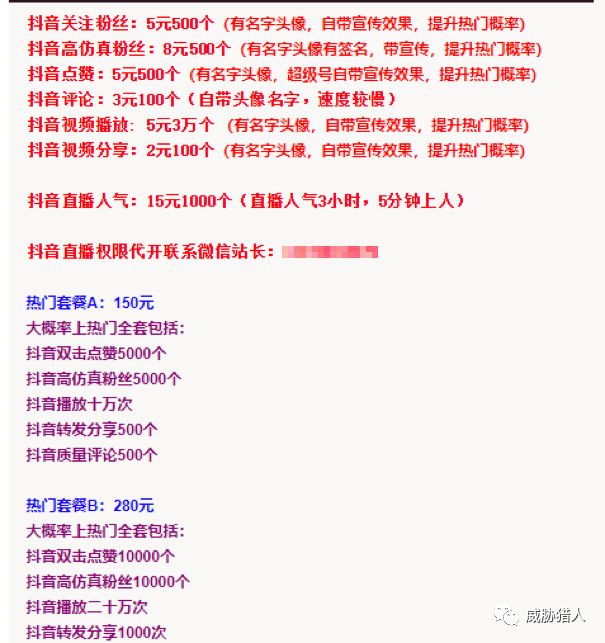 抖音关注粉丝：5元500个（有名字头像，自带宣传效果，提升热门概率）
抖音高仿真粉丝：8元500个（有名字头像有签名，带宣传，提升热门概率）
抖音点赞：5元500个（有名字头像，超级号自带宣传效果，提升热门概率）
抖音评论：3元100个（自带头像名字，速度较慢）
抖音视频播放：5元3万个（有名字头像，自带宣传效果，提升热门概率）
抖音视频分享：2元100个（有名字头像，自带宣传效果，提升热门概率）
抖音直播人气：15元1000个（直播人气3小时，5分钟上人）
抖音直播权限代开联系微信站长：
热门套餐A：150元
大概率上热门全套包括：
抖音双击点赞5000个
抖音高仿真粉丝5000个
抖音播放十万次
抖音转发分享500个
抖音质量评论500个
热门套餐B：280元
大概率上热门全套包括：
抖音双击点赞10000个
抖音高仿真粉丝10000个
抖音播放二十万次
抖音转发分享1000次
威胁猎人